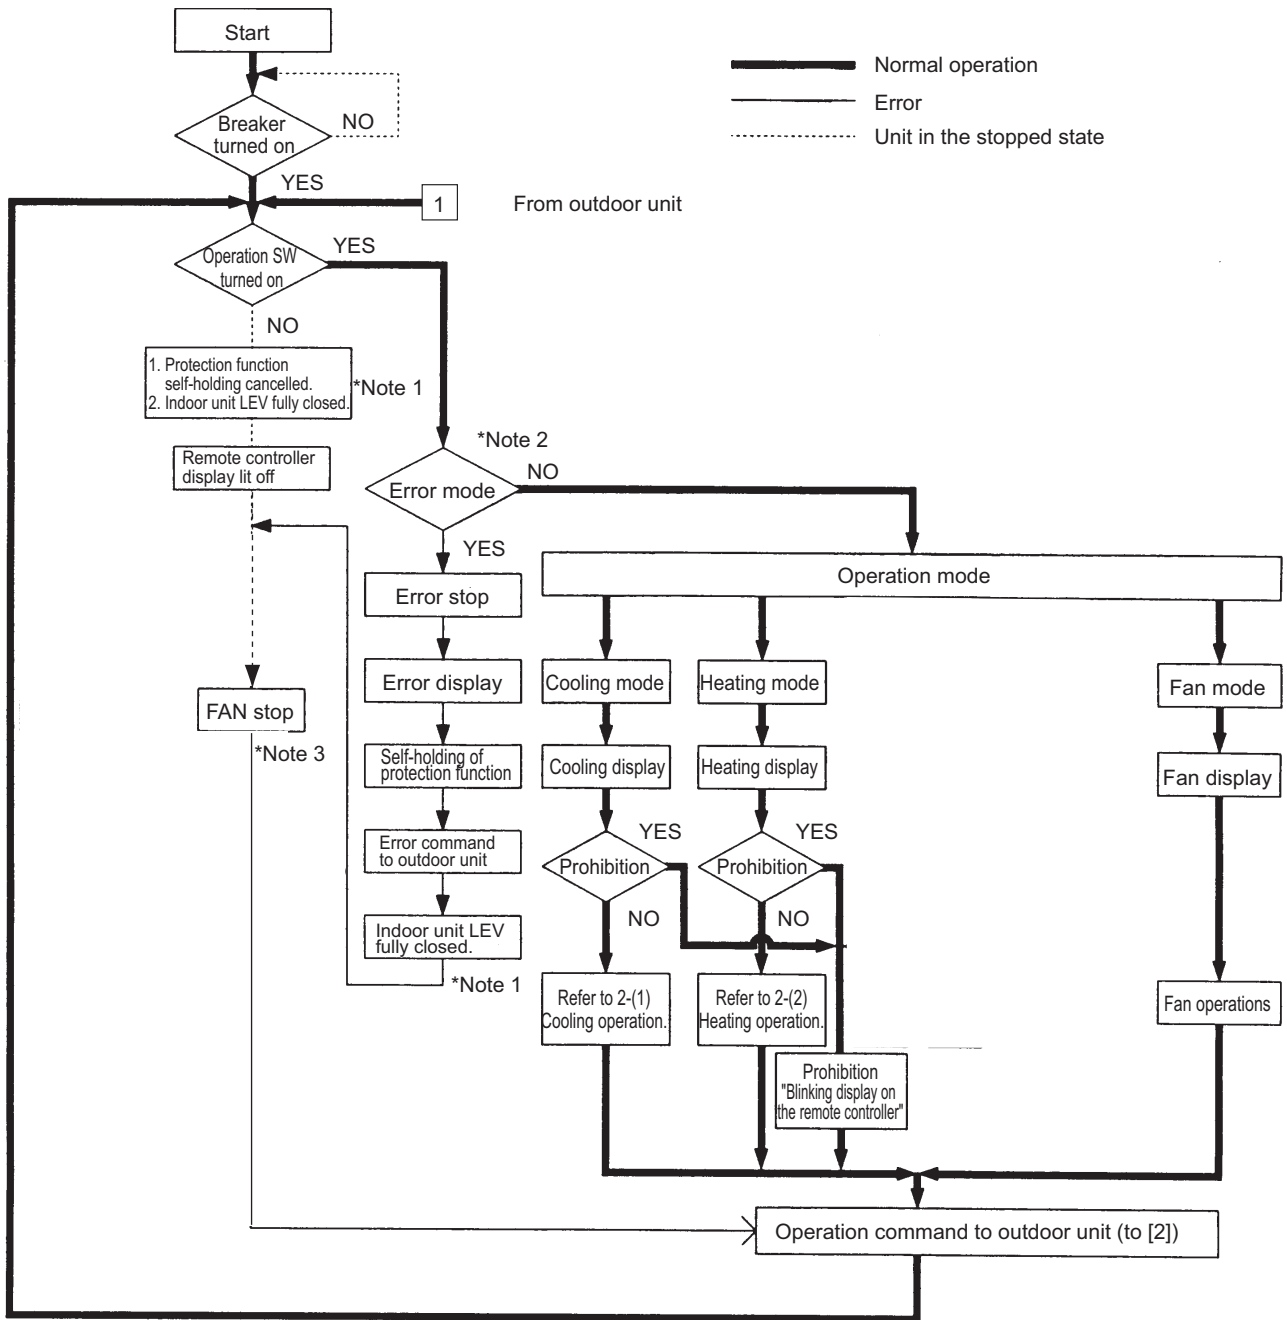 Start
Normal operation
Error
Unit in the stopped state
Breaker
turned on
NO
YES
1
From outdoor unit
Operation SW
turned on
YES
NO
1. Protection function
self-holding cancelled.
2. Indoor unit LEV fully closed.
*Note 1
Remote controller
display lit off
*Note 2
Error mode
NO
YES
Operation mode
Error stop
Error display
Cooling mode
Heating mode
Fan mode
FAN stop
*Note 3
Self-holding of
protection function
Cooling display
Heating display
Fan display
Error command
to outdoor unit
Prohibition
YES
NO
Prohibition
YES
NO
Indoor unit LEV
fully closed.
*Note 1
Refer to 2-(1)
Cooling operation.
Refer to 2-(2)
Heating operation.
Fan operations
Prohibition
"Blinking display on
the remote controller"
Operation command to outdoor unit (to [2])